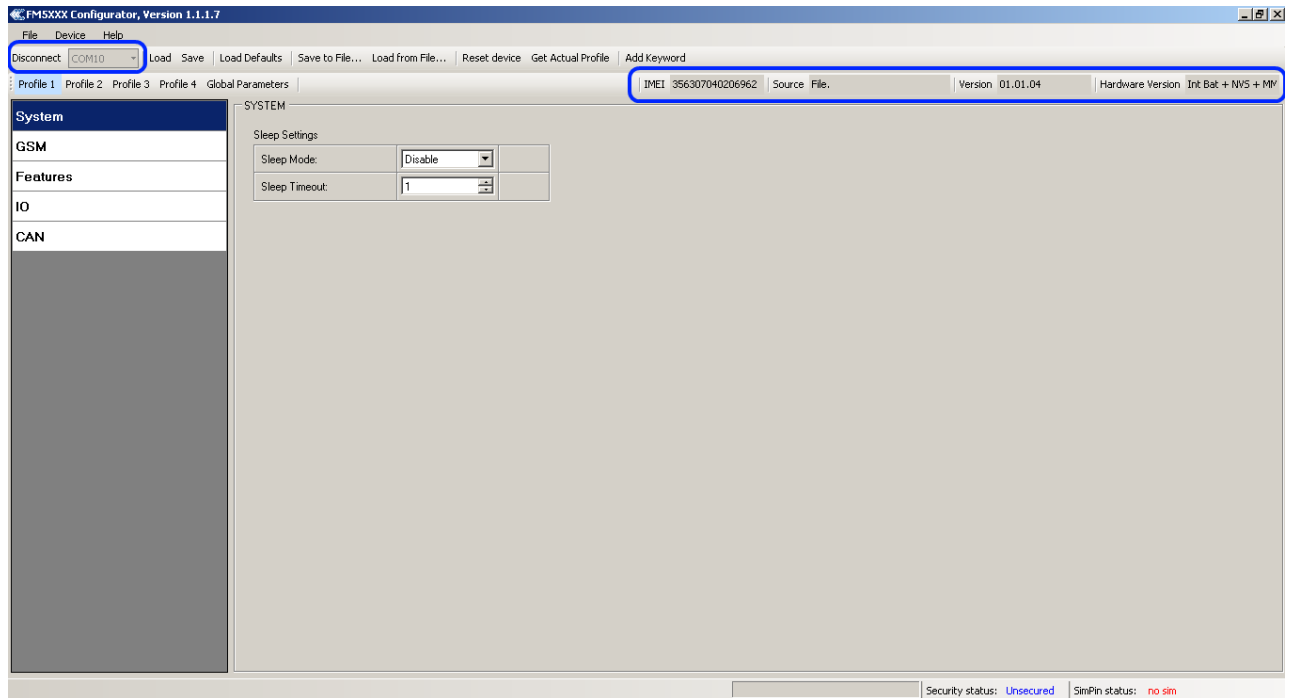 FM5XXX Configurator, Version 1.1.1.7
File Device Help
Disconnect COM10 Load Save Load Defaults Save to File... Load from File... Reset device Get Actual Profile Add Keyword
Profile 1 Profile 2 Profile 3 Profile 4 Global Parameters IMEI 356307040206962 Source File. Version 01.01.04 Hardware Version Int Bat + NVS + MM
System
GSM
Features
IO
CAN
SYSTEM
Sleep Settings
Sleep Mode: Disable
Sleep Timeout: 1
Security status: Unsecured SimPin status: no sim